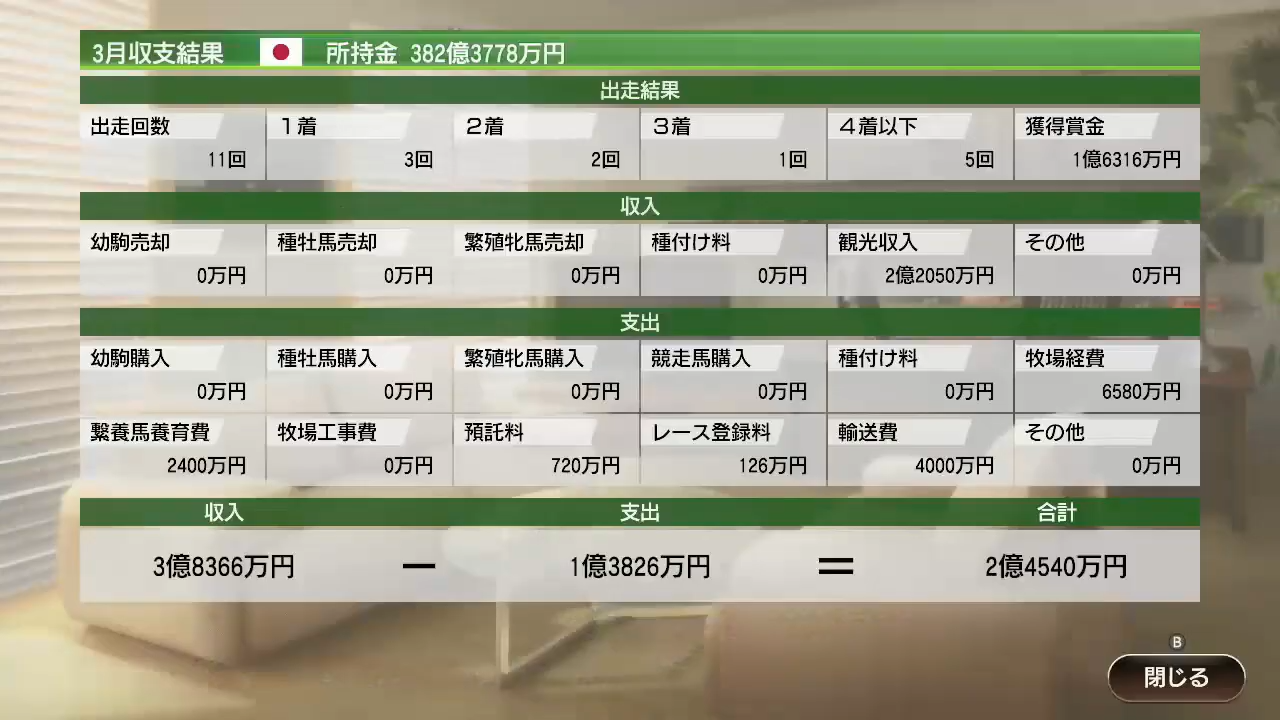 3月収支結果 所持金 382億3778万円
出走結果
出走回数 1着 2着 3着 4着以下 獲得賞金
11回 3回 2回 1回 5回 1億6316万円
収入
幼駒売却 種牡馬売却 繁殖牝馬売却 種付け料 観光収入 その他
0万円 0万円 0万円 0万円 2億2050万円 0万円
支出
幼駒購入 種牡馬購入 繁殖牝馬購入 競走馬購入 種付け料 牧場経費
0万円 0万円 0万円 0万円 0万円 6580万円
繋養馬養育費 牧場工事費 預託料 レース登録料 輸送費 その他
2400万円 0万円 720万円 126万円 4000万円 0万円
収入 支出 合計
3億8366万円 － 1億3826万円 ＝ 2億4540万円
B
閉じる